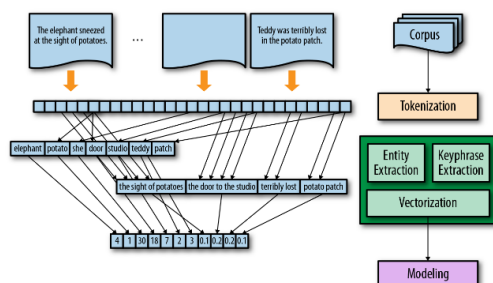 The elephant sneezed
at the sight of potatoes.
...
Teddy was terribly lost
in the potato patch.
Corpus
Tokenization
elephant potato she door studio teddy patch
Entity
Extraction
Keyphrase
Extraction
the sight of potatoes the door to the studio terribly lost potato patch
Vectorization
4 1 30 18 7 2 3 0.1 0.2 0.2 0.1
Modeling